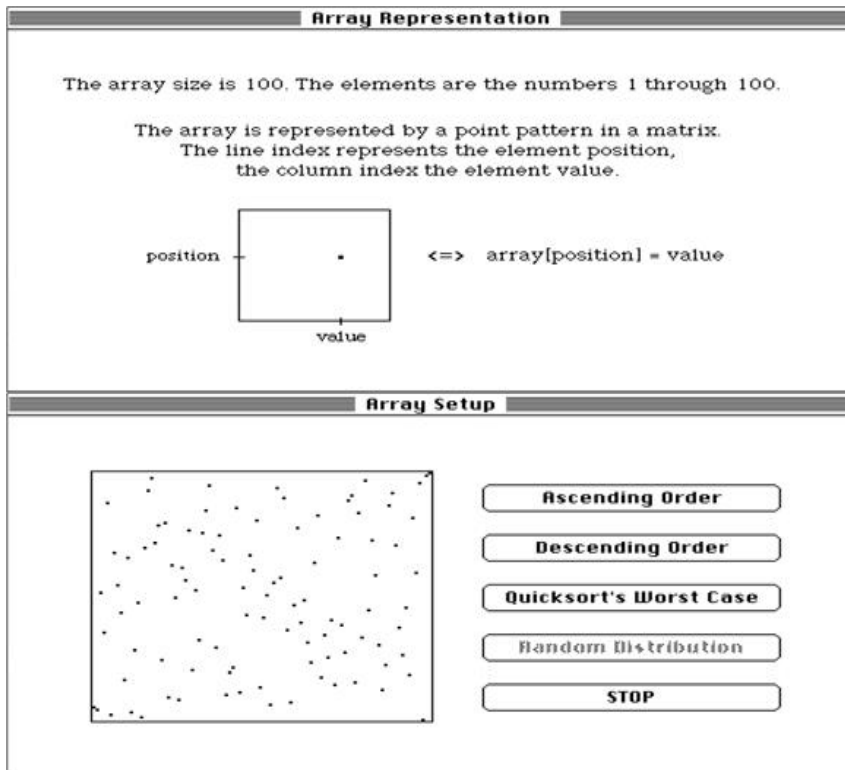 Array Representation
The array size is 100. The elements are the numbers 1 through 100.
The array is represented by a point pattern in a matrix.
The line index represents the element position,
the column index the element value.
position
<=> array[position] = value
value
Array Setup
Ascending Order
Descending Order
Quicksort's Worst Case
Random Distribution
STOP